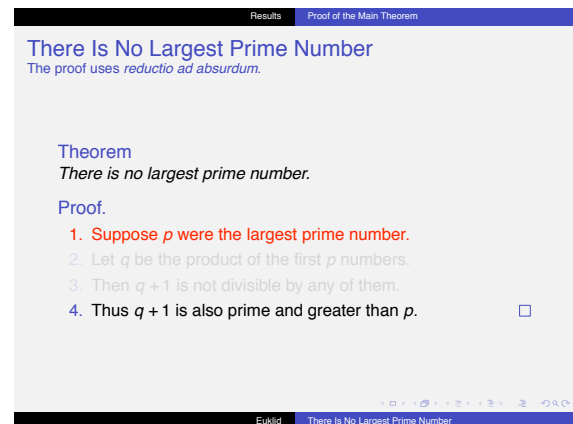 Results Proof of the Main Theorem
There Is No Largest Prime Number
The proof uses reductio ad absurdum.
Theorem
There is no largest prime number.
Proof.
1. Suppose p were the largest prime number.
2. Let q be the product of the first p numbers.
3. Then q + 1 is not divisible by any of them.
4. Thus q + 1 is also prime and greater than p.
Euklid There Is No Largest Prime Number